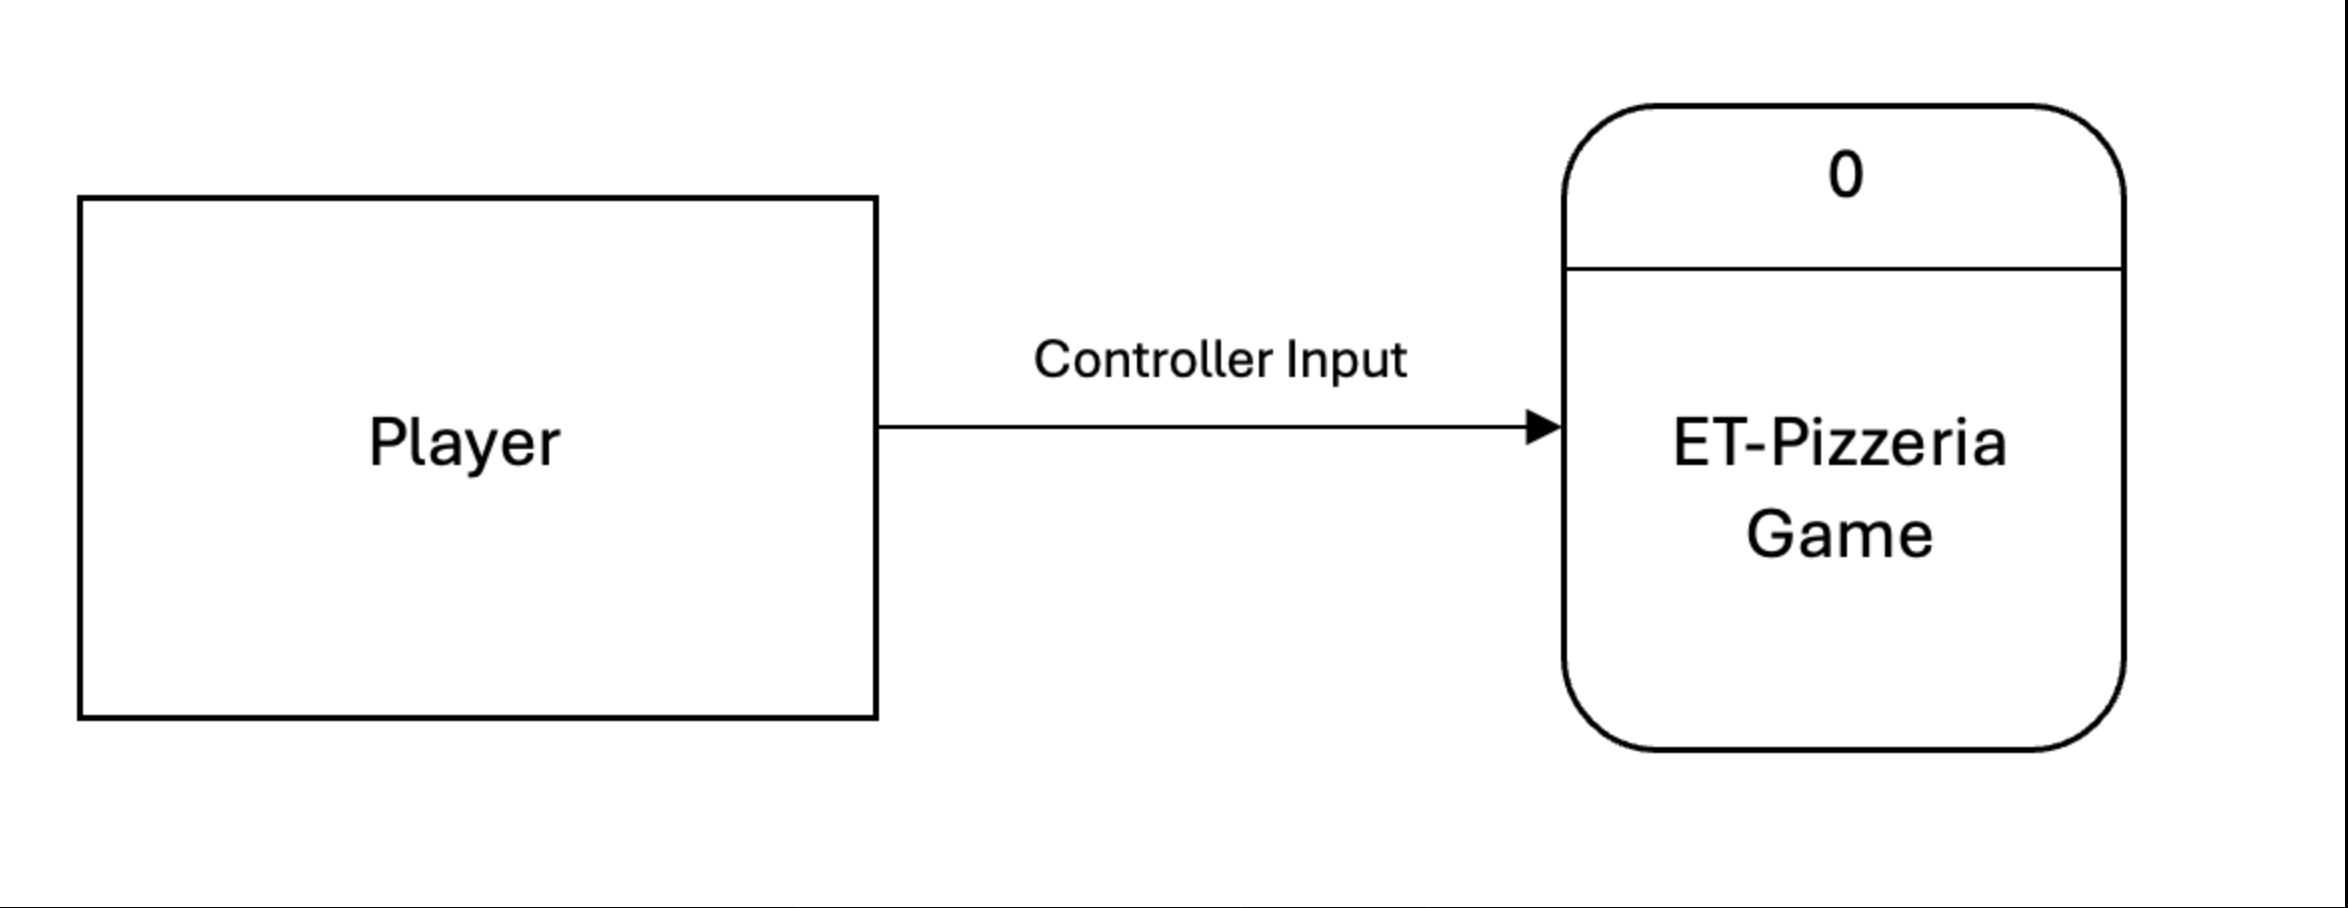 0
Player
Controller Input
ET-Pizzeria
Game